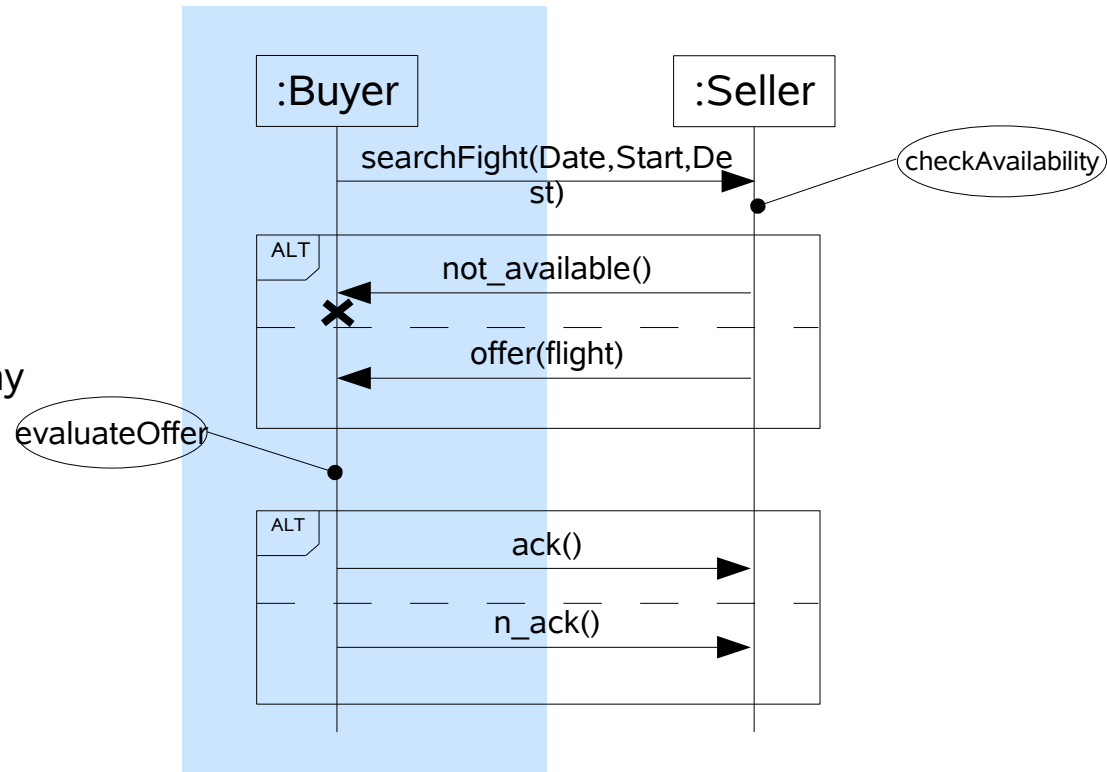 :Buyer
:Seller
searchFight(Date,Start,De
st)
checkAvailability
ALT
not_available()
offer(flight)
evaluateOffer
ALT
ack()
n_ack()